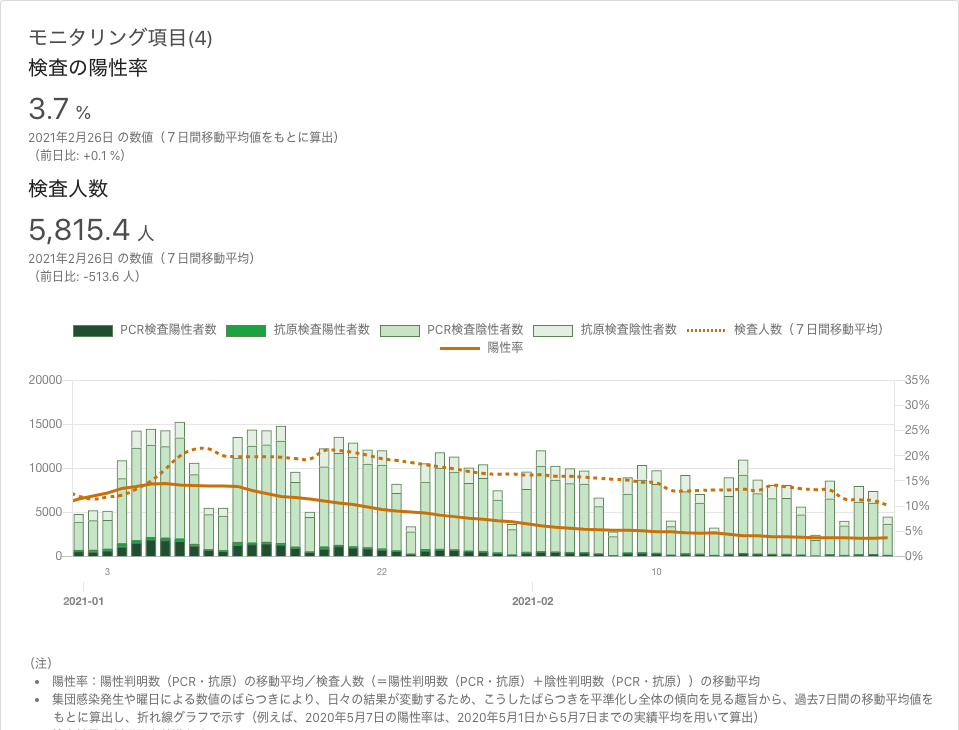 モニタリング項目(4)
検査の陽性率
3.7 %
2021年2月26日 の数値（７日間移動平均値をもとに算出）
（前日比: +0.1 %）
検査人数
5,815.4 人
2021年2月26日 の数値（７日間移動平均）
（前日比: -513.6 人）
PCR検査陽性者数 抗原検査陽性者数 PCR検査陰性者数 抗原検査陰性者数 検査人数（７日間移動平均）
陽性率
20000 35%
30%
15000 25%
20%
10000 15%
10%
5000 5%
0 0%
3 22 10
2021-01 2021-02
（注）
• 陽性率：陽性判明数（PCR・抗原）の移動平均／検査人数（＝陽性判明数（PCR・抗原）＋陰性判明数（PCR・抗原））の移動平均
• 集団感染発生や曜日による数値のばらつきにより、日々の結果が変動するため、こうしたばらつきを平準化し全体の傾向を見る趣旨から、過去7日間の移動平均値を
もとに算出し、折れ線グラフで示す（例えば、2020年5月7日の陽性率は、2020年5月1日から5月7日までの実績平均を用いて算出）